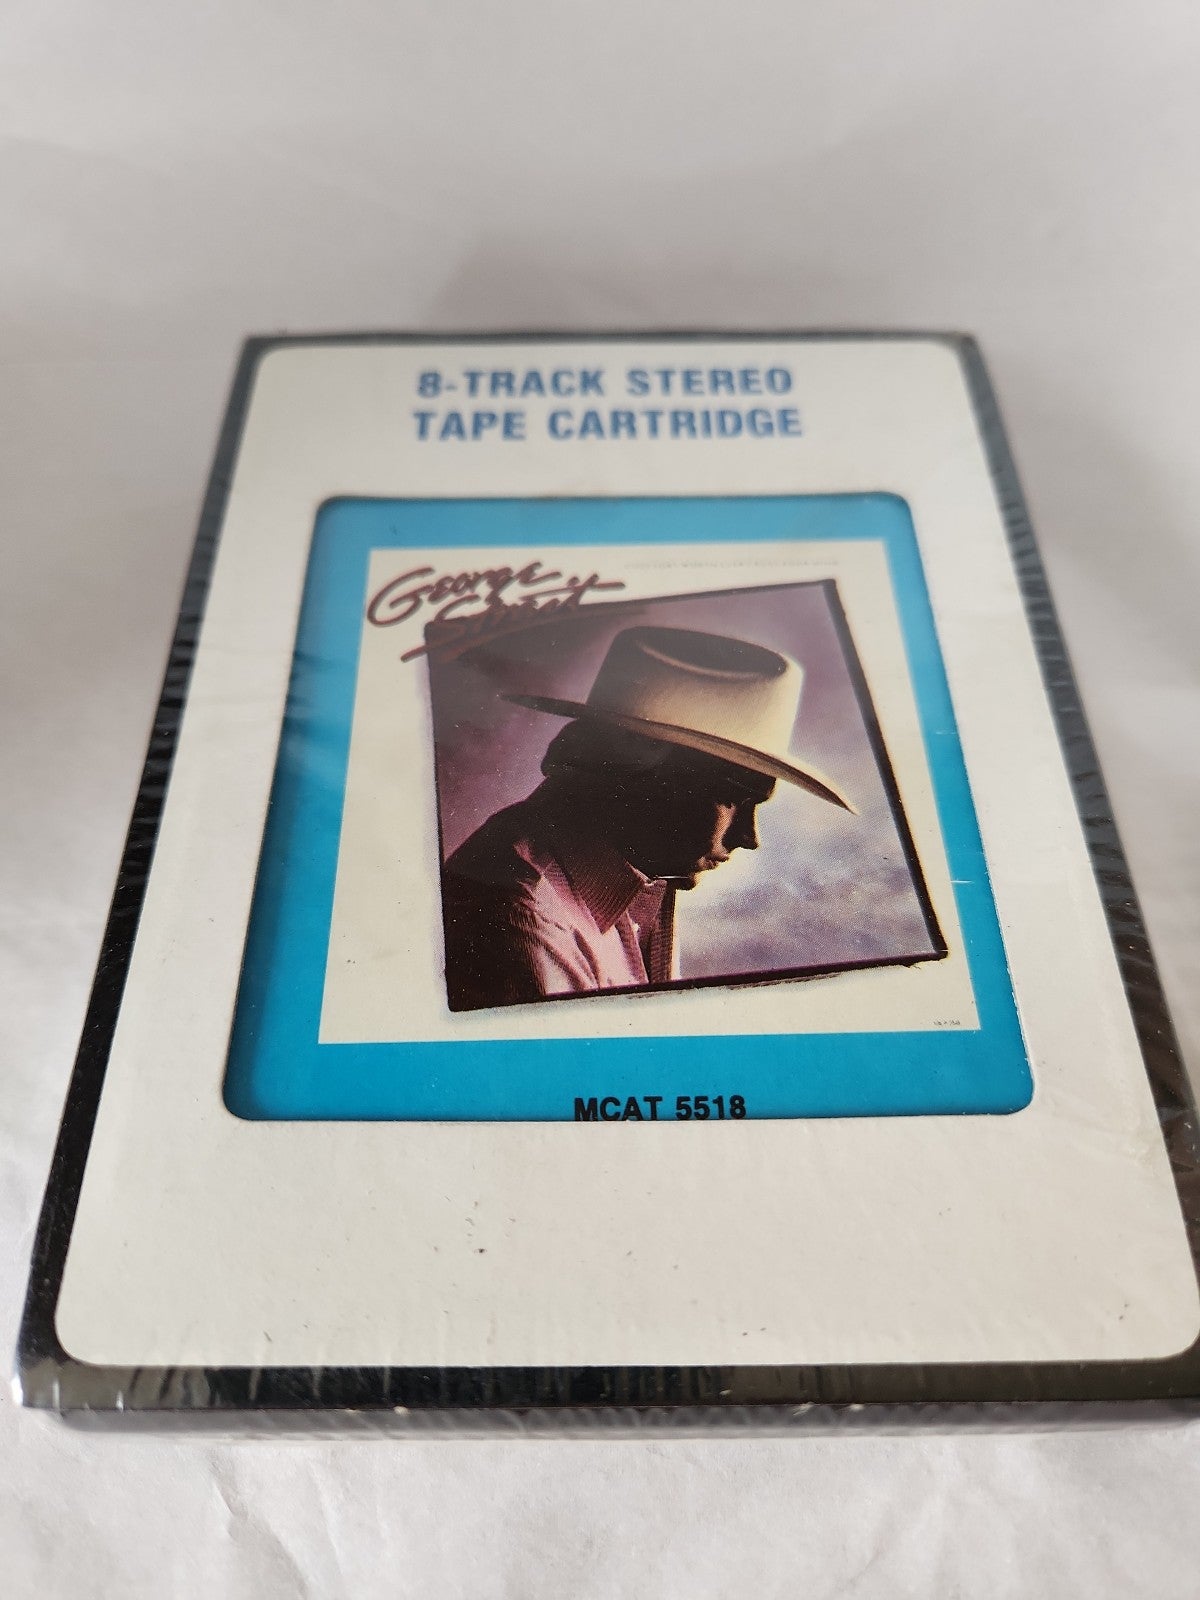 8-TRACK STEREO
TAPE CARTRIDGE
George
Strait
MCAT 5518